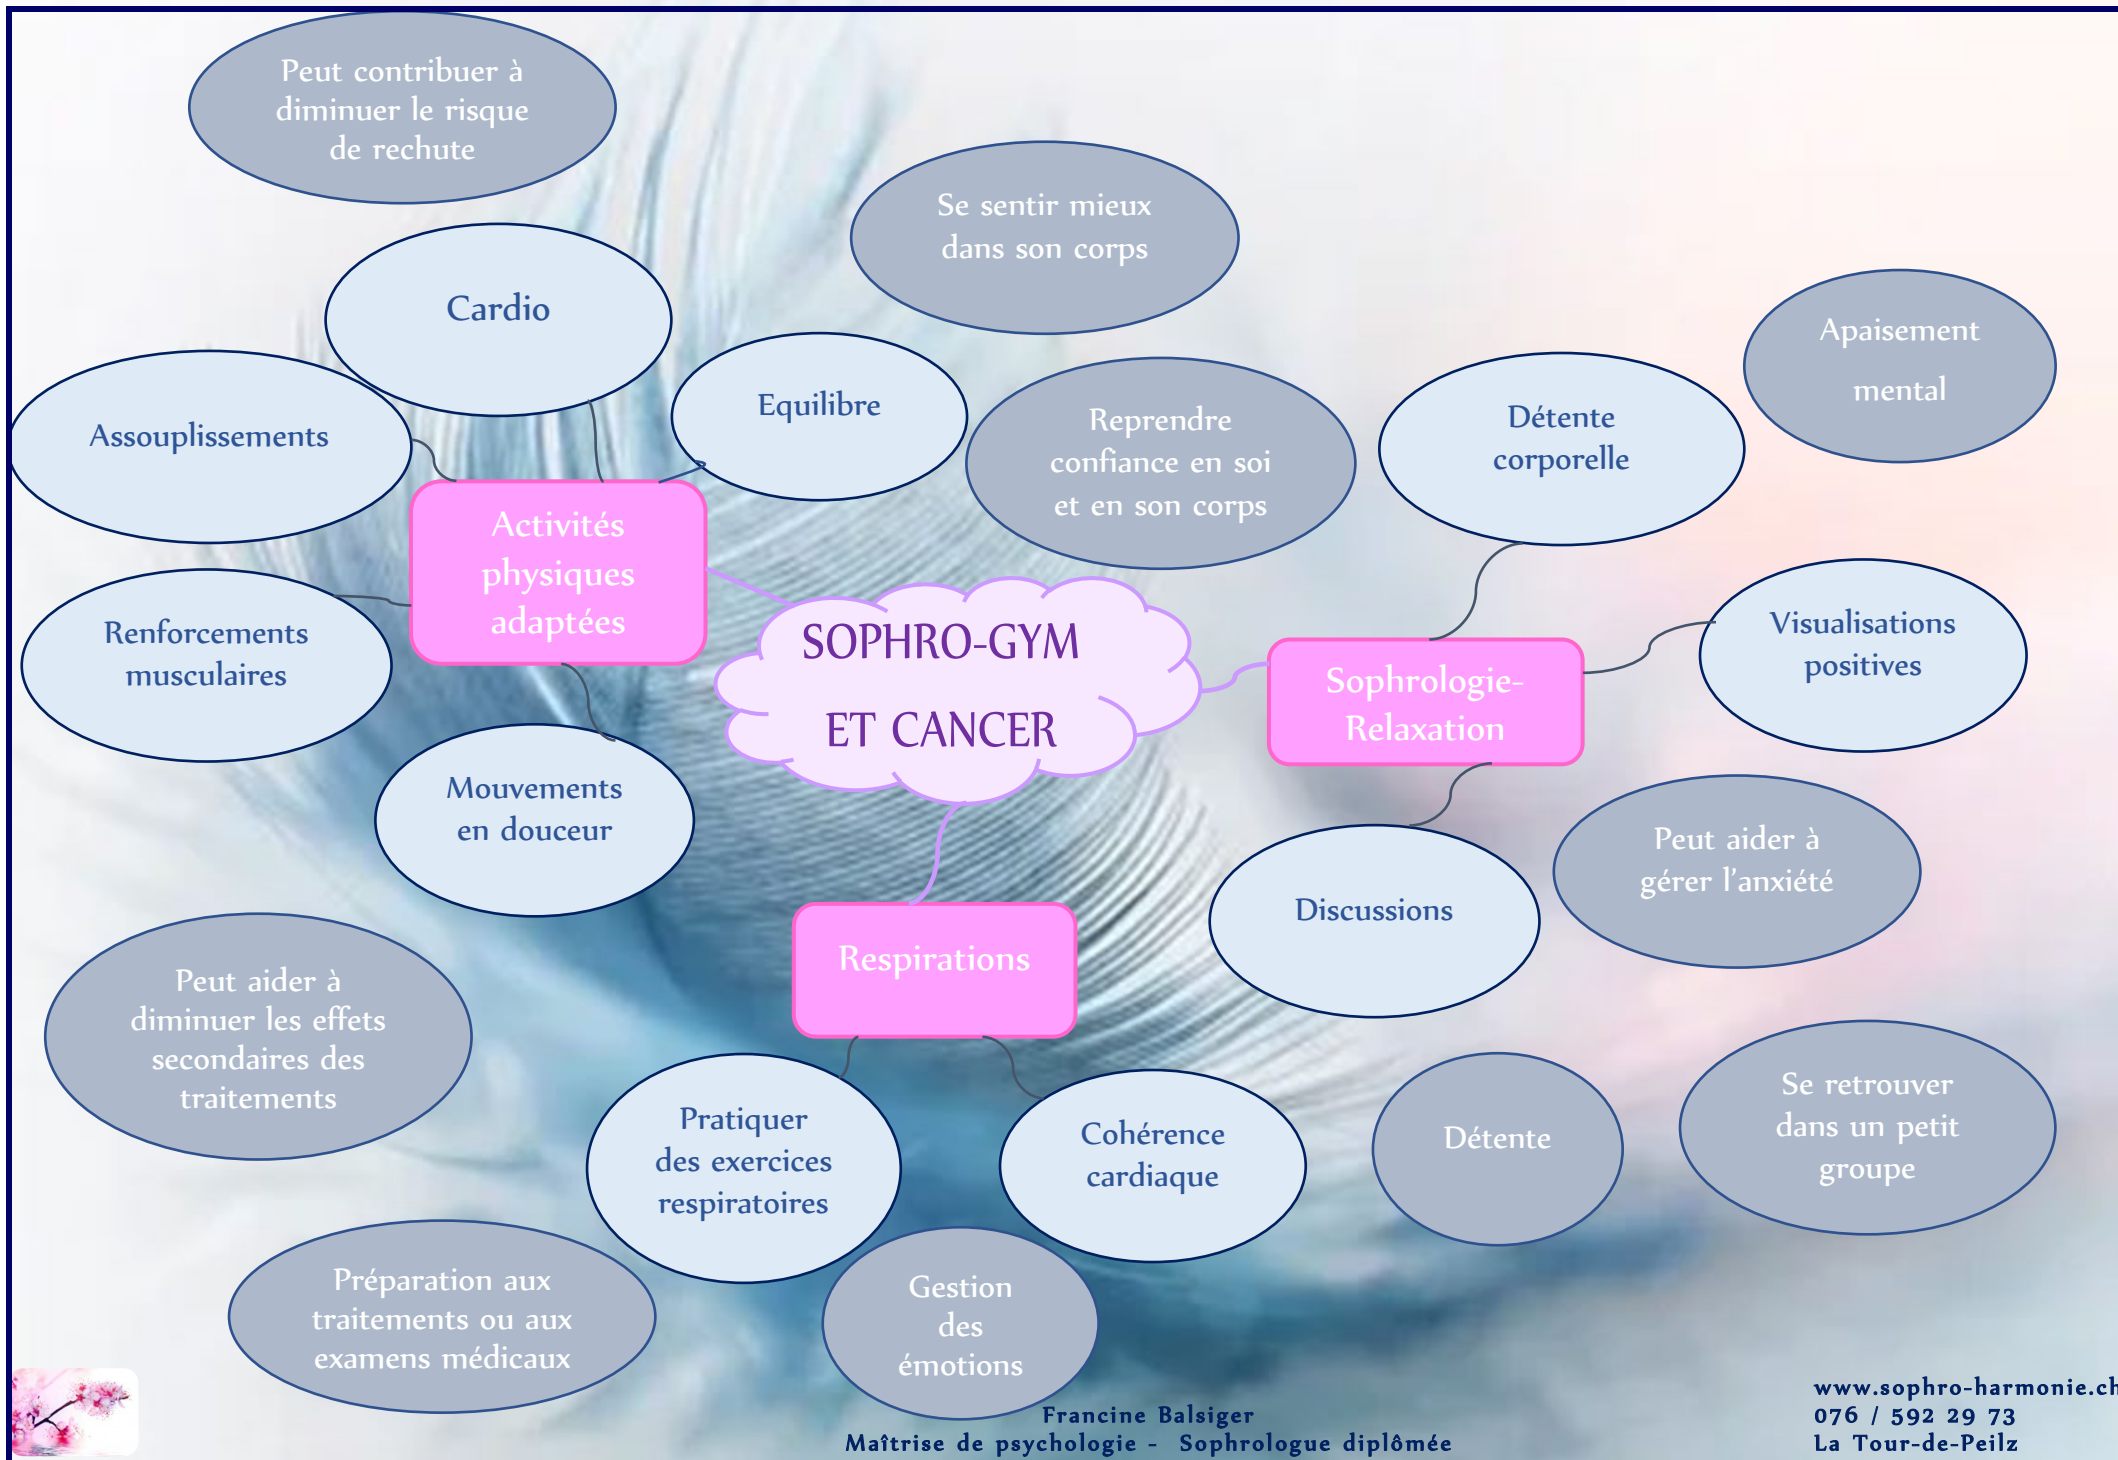 Peut contribuer à
diminuer le risque
de rechute
Se sentir mieux
dans son corps
Cardio
Apaisement
mental
Equilibre
Assouplissements
Reprendre
confiance en soi
et en son corps
Détente
corporelle
Activités
physiques
adaptées
Renforcements
musculaires
SOPHRO-GYM
ET CANCER
Visualisations
positives
Sophrologie-
Relaxation
Mouvements
en douceur
Peut aider à
gérer l'anxiété
Discussions
Respirations
Peut aider à
diminuer les effets
secondaires des
traitements
Pratiquer
des exercices
respiratoires
Cohérence
cardiaque
Détente
Se retrouver
dans un petit
groupe
Préparation aux
traitements ou aux
examens médicaux
Gestion
des
émotions
Francine Balsiger
Maîtrise de psychologie - Sophrologue diplômée
www.sophro-harmonie.ch
076 / 592 29 73
La Tour-de-Peilz